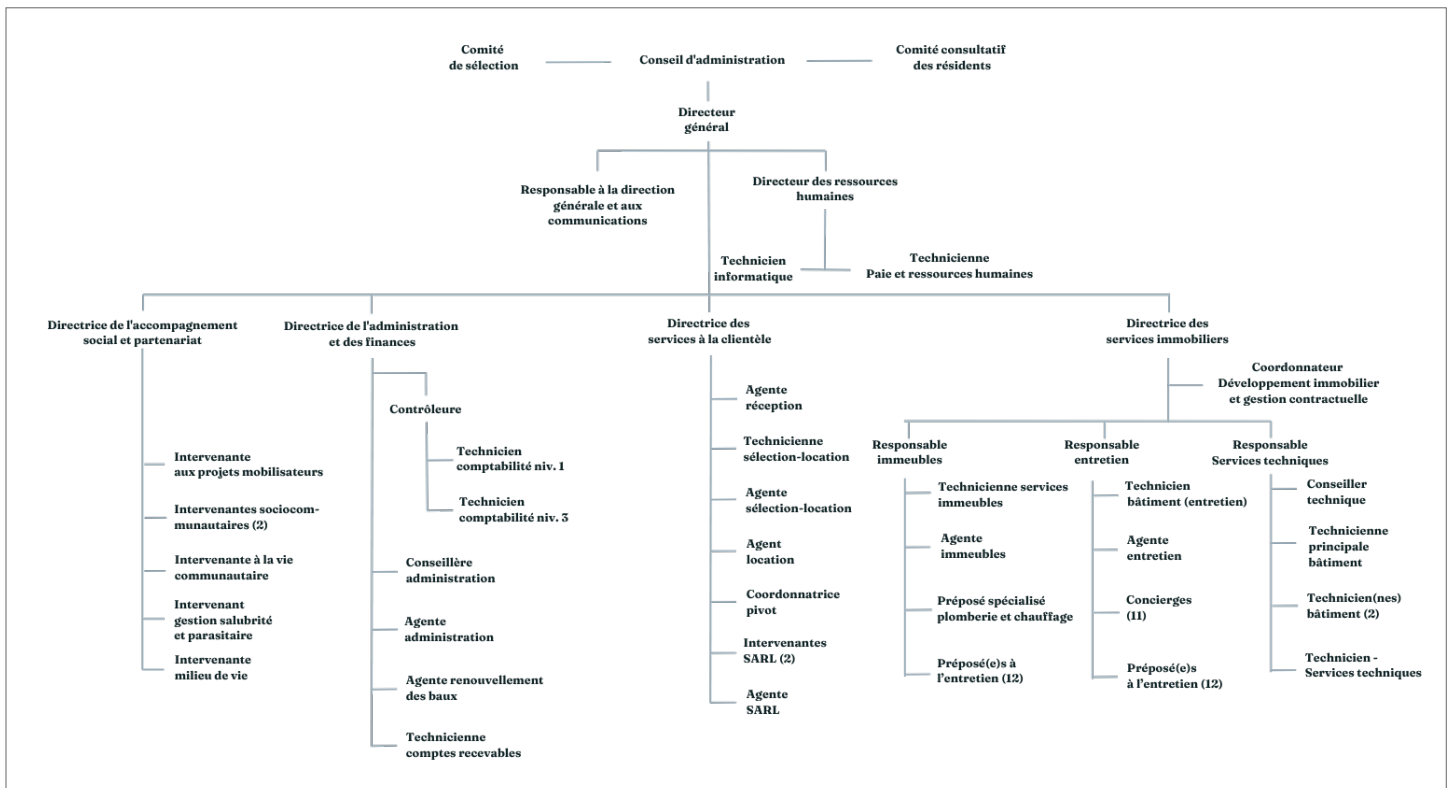 Comité
de sélection
Conseil d'administration
Comité consultatif
des résidents
Directeur
général
Responsable à la direction
générale et aux
communications
Directeur des ressources
humaines
Technicien
informatique
Technicienne
Paie et ressources humaines
Directrice de l'accompagnement
social et partenariat
Intervenante
aux projets mobilisateurs
Intervenantes sociocom-
munautaires (2)
Intervenante à la vie
communautaire
Intervenant
gestion salubrité
et parasitaire
Intervenante
milieu de vie
Directrice de l'administration
et des finances
Contrôleure
Technicien
comptabilité niv. 1
Technicien
comptabilité niv. 3
Conseillère
administration
Agente
administration
Agente renouvellement
des baux
Technicienne
comptes recevables
Directrice des
services à la clientèle
Agente
réception
Technicienne
sélection-location
Agente
sélection-location
Agent
location
Coordonnatrice
pivot
Intervenantes
SARL (2)
Agente
SARL
Directrice des
services immobiliers
Coordonnateur
Développement immobilier
et gestion contractuelle
Responsable
immeubles
Technicienne services
immeubles
Agente
immeubles
Préposé spécialisé
plomberie et chauffage
Préposé(e)s à
l'entretien (12)
Responsable
entretien
Technicien
bâtiment (entretien)
Agente
entretien
Concierges
(11)
Préposé(e)s
à l'entretien (12)
Responsable
Services techniques
Conseiller
technique
Technicienne
principale
bâtiment
Technicien(nes)
bâtiment (2)
Technicien -
Services techniques